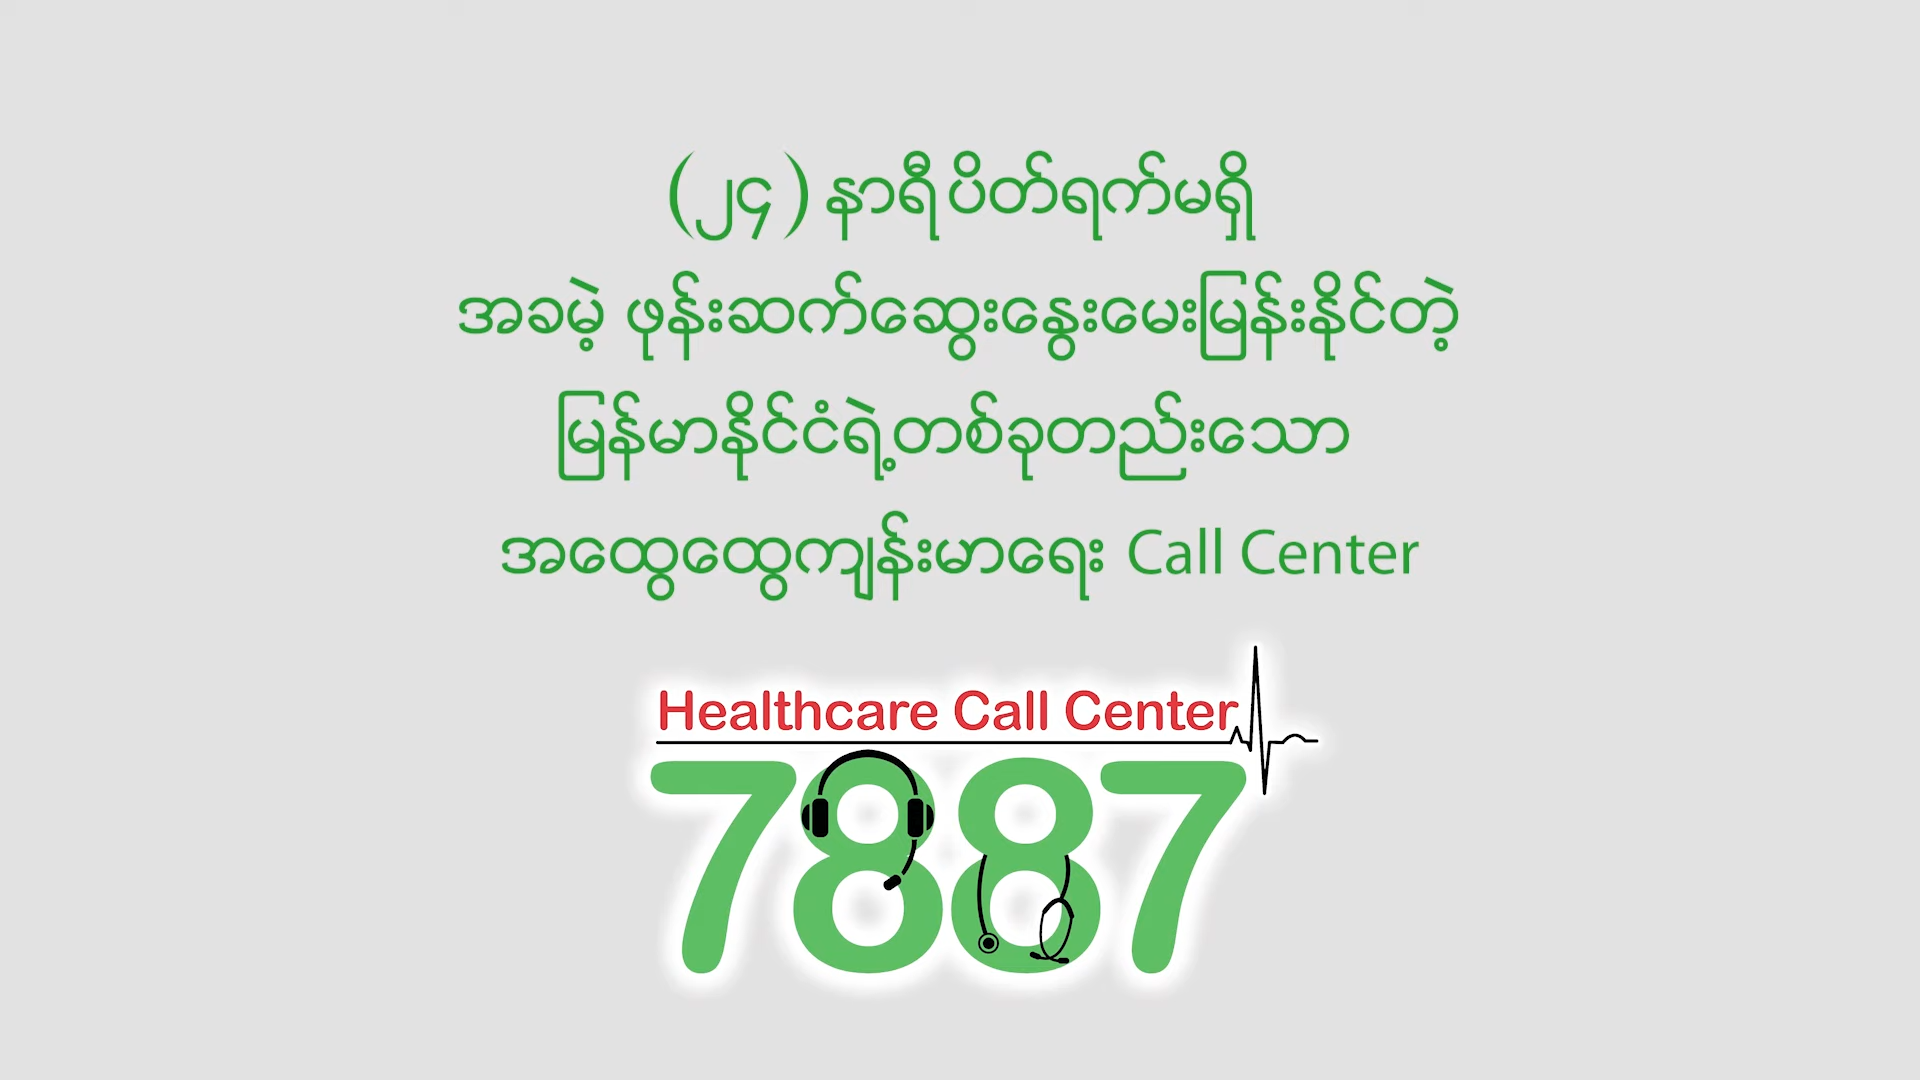 (၂၄) နာရီ ပိတ်ရက်မရှိ
အခမဲ့ ဖုန်းဆက်ဆွေးနွေးမေးမြန်းနိုင်တဲ့
မြန်မာနိုင်ငံရဲ့တစ်ခုတည်းသော
အထွေထွေကျန်းမာရေး Call Center
Healthcare Call Center
7887